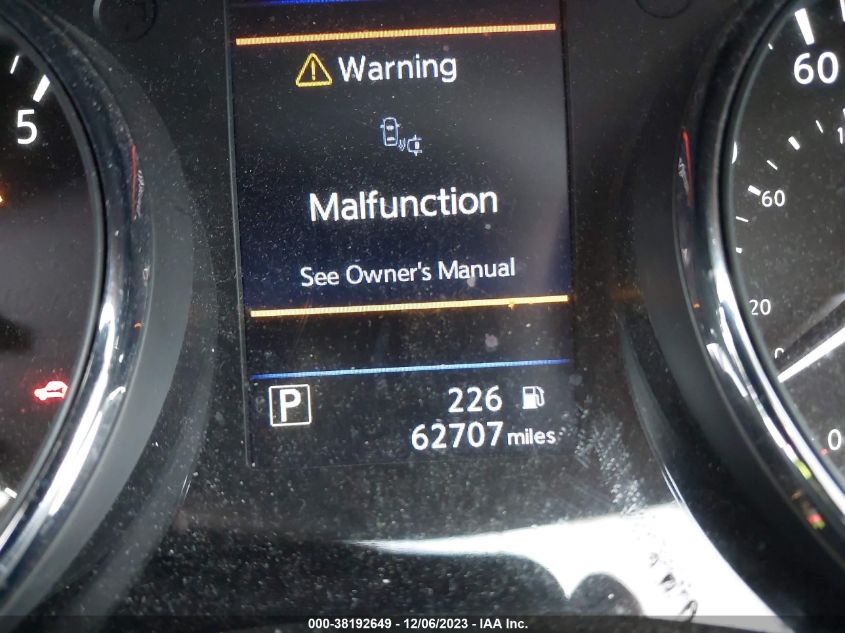 Warning
Malfunction
See Owner's Manual
P
226
62707 miles
5
60
60
20
0
000-38192649 - 12/06/2023 - IAA Inc.